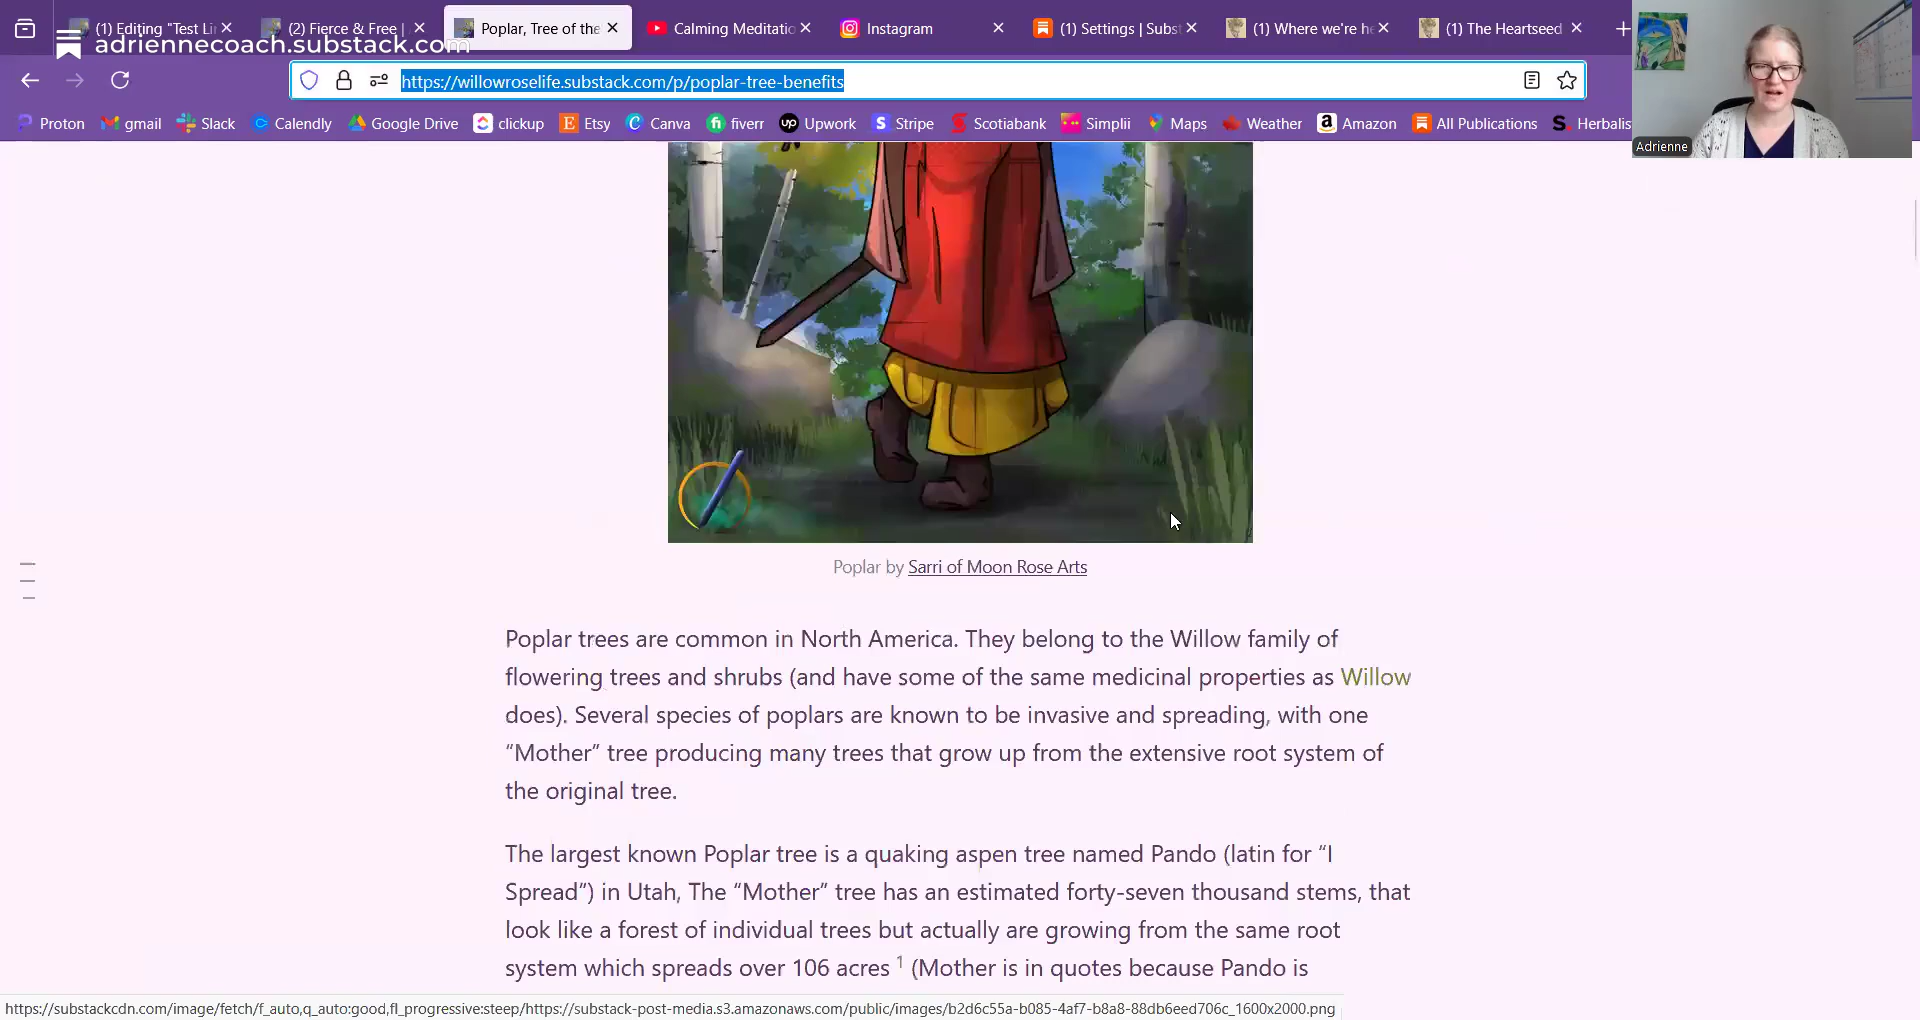 (1) Editing "Test Li
(2) Fierce & Free |
Poplar, Tree of the
Calming Meditatio
Instagram
(1) Settings | Subst
(1) Where we're he
(1) The Heartseed
adriennecoach.substack.com
https://willowroselife.substack.com/p/poplar-tree-benefits
Proton gmail Slack Calendly Google Drive clickup Etsy Canva fiverr Upwork Stripe Scotiabank Simplii Maps Weather Amazon All Publications Herbalis
Adrienne
Poplar by Sarri of Moon Rose Arts
Poplar trees are common in North America. They belong to the Willow family of
flowering trees and shrubs (and have some of the same medicinal properties as Willow
does). Several species of poplars are known to be invasive and spreading, with one
“Mother” tree producing many trees that grow up from the extensive root system of
the original tree.
The largest known Poplar tree is a quaking aspen tree named Pando (latin for “I
Spread”) in Utah, The “Mother” tree has an estimated forty-seven thousand stems, that
look like a forest of individual trees but actually are growing from the same root
system which spreads over 106 acres 1 (Mother is in quotes because Pando is
https://substackcdn.com/image/fetch/f_auto,q_auto:good,fl_progressive:steep/https://substack-post-media.s3.amazonaws.com/public/images/b2d6c55a-b085-4af7-b8a8-88db6eed706c_1600x2000.png